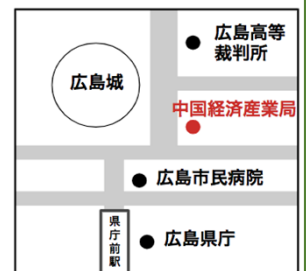 広島高等
裁判所
広島城
中国経済産業局
広島市民病院
県庁前駅
広島県庁